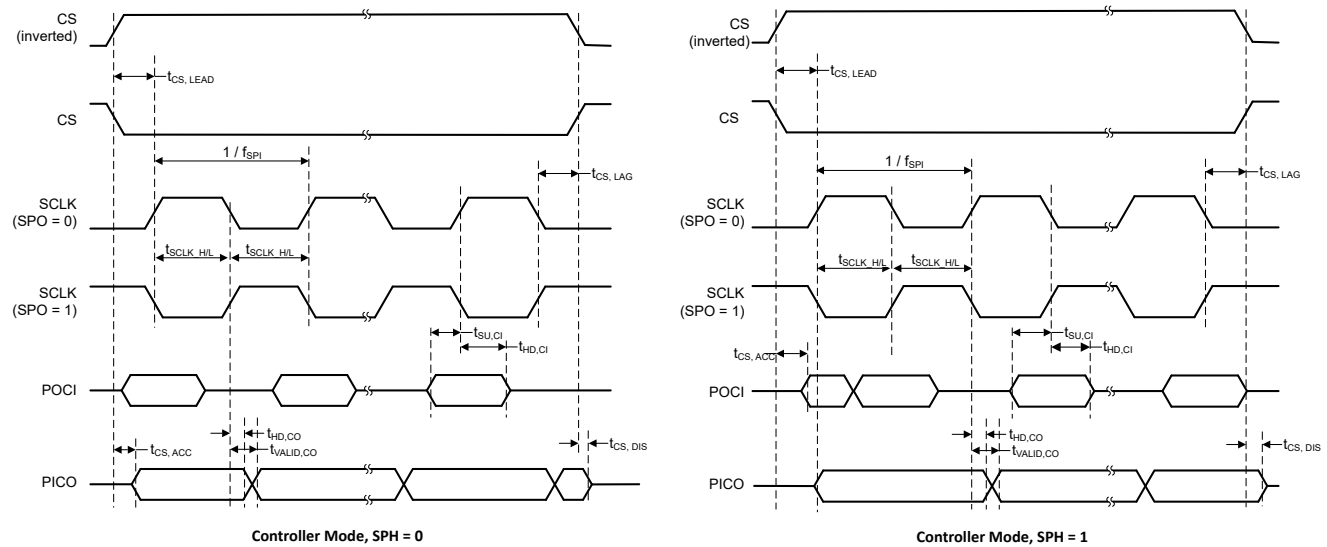 CS
(inverted)
tCS, LEAD
CS
1 / fSPI
tCS, LAG
SCLK
(SPO = 0)
tSCLK_H/L tSCLK_H/L
SCLK
(SPO = 1)
tSU,CI
tHD,CI
POCI
tHD,CO
tCS, ACC
tVALID,CO
tCS, DIS
PICO
Controller Mode, SPH = 0
CS
(inverted)
tCS, LEAD
CS
1 / fSPI
tCS, LAG
SCLK
(SPO = 0)
tSCLK_H/L tSCLK_H/L
SCLK
(SPO = 1)
tSU,CI
tCS, ACC
tHD,CI
POCI
tHD,CO
tVALID,CO
tCS, DIS
PICO
Controller Mode, SPH = 1